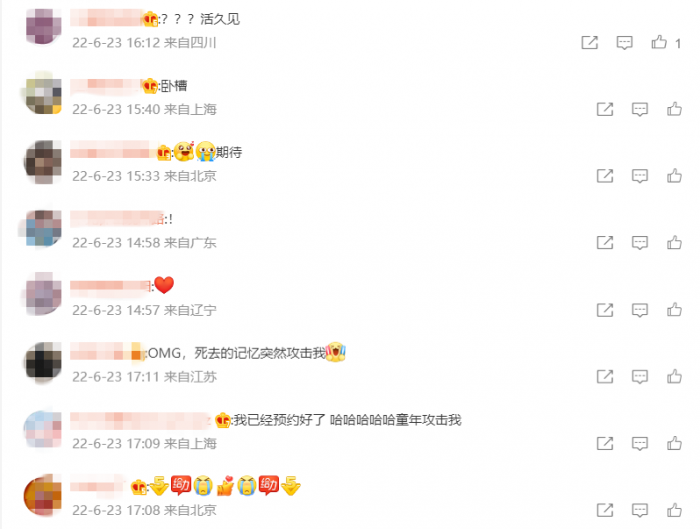 :？？？活久见
22-6-23 16:12 来自四川
1
:卧槽
22-6-23 15:40 来自上海
:期待
22-6-23 15:33 来自北京
:!
22-6-23 14:58 来自广东
:
22-6-23 14:57 来自辽宁
:OMG，死去的记忆突然攻击我
22-6-23 17:11 来自江苏
:我已经预约好了 哈哈哈哈哈童年攻击我
22-6-23 17:09 来自上海
:给力 给力
22-6-23 17:08 来自北京